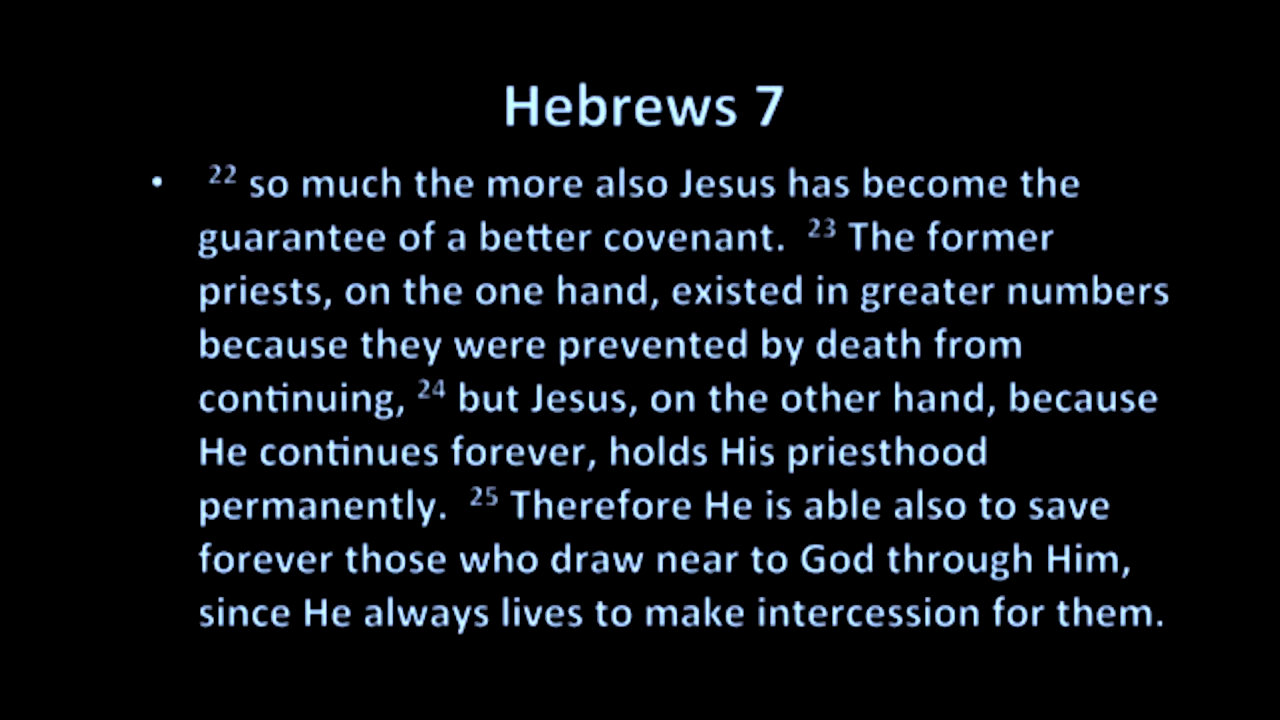 Hebrews 7
• 22 so much the more also Jesus has become the
guarantee of a better covenant. 23 The former
priests, on the one hand, existed in greater numbers
because they were prevented by death from
continuing, 24 but Jesus, on the other hand, because
He continues forever, holds His priesthood
permanently. 25 Therefore He is able also to save
forever those who draw near to God through Him,
since He always lives to make intercession for them.